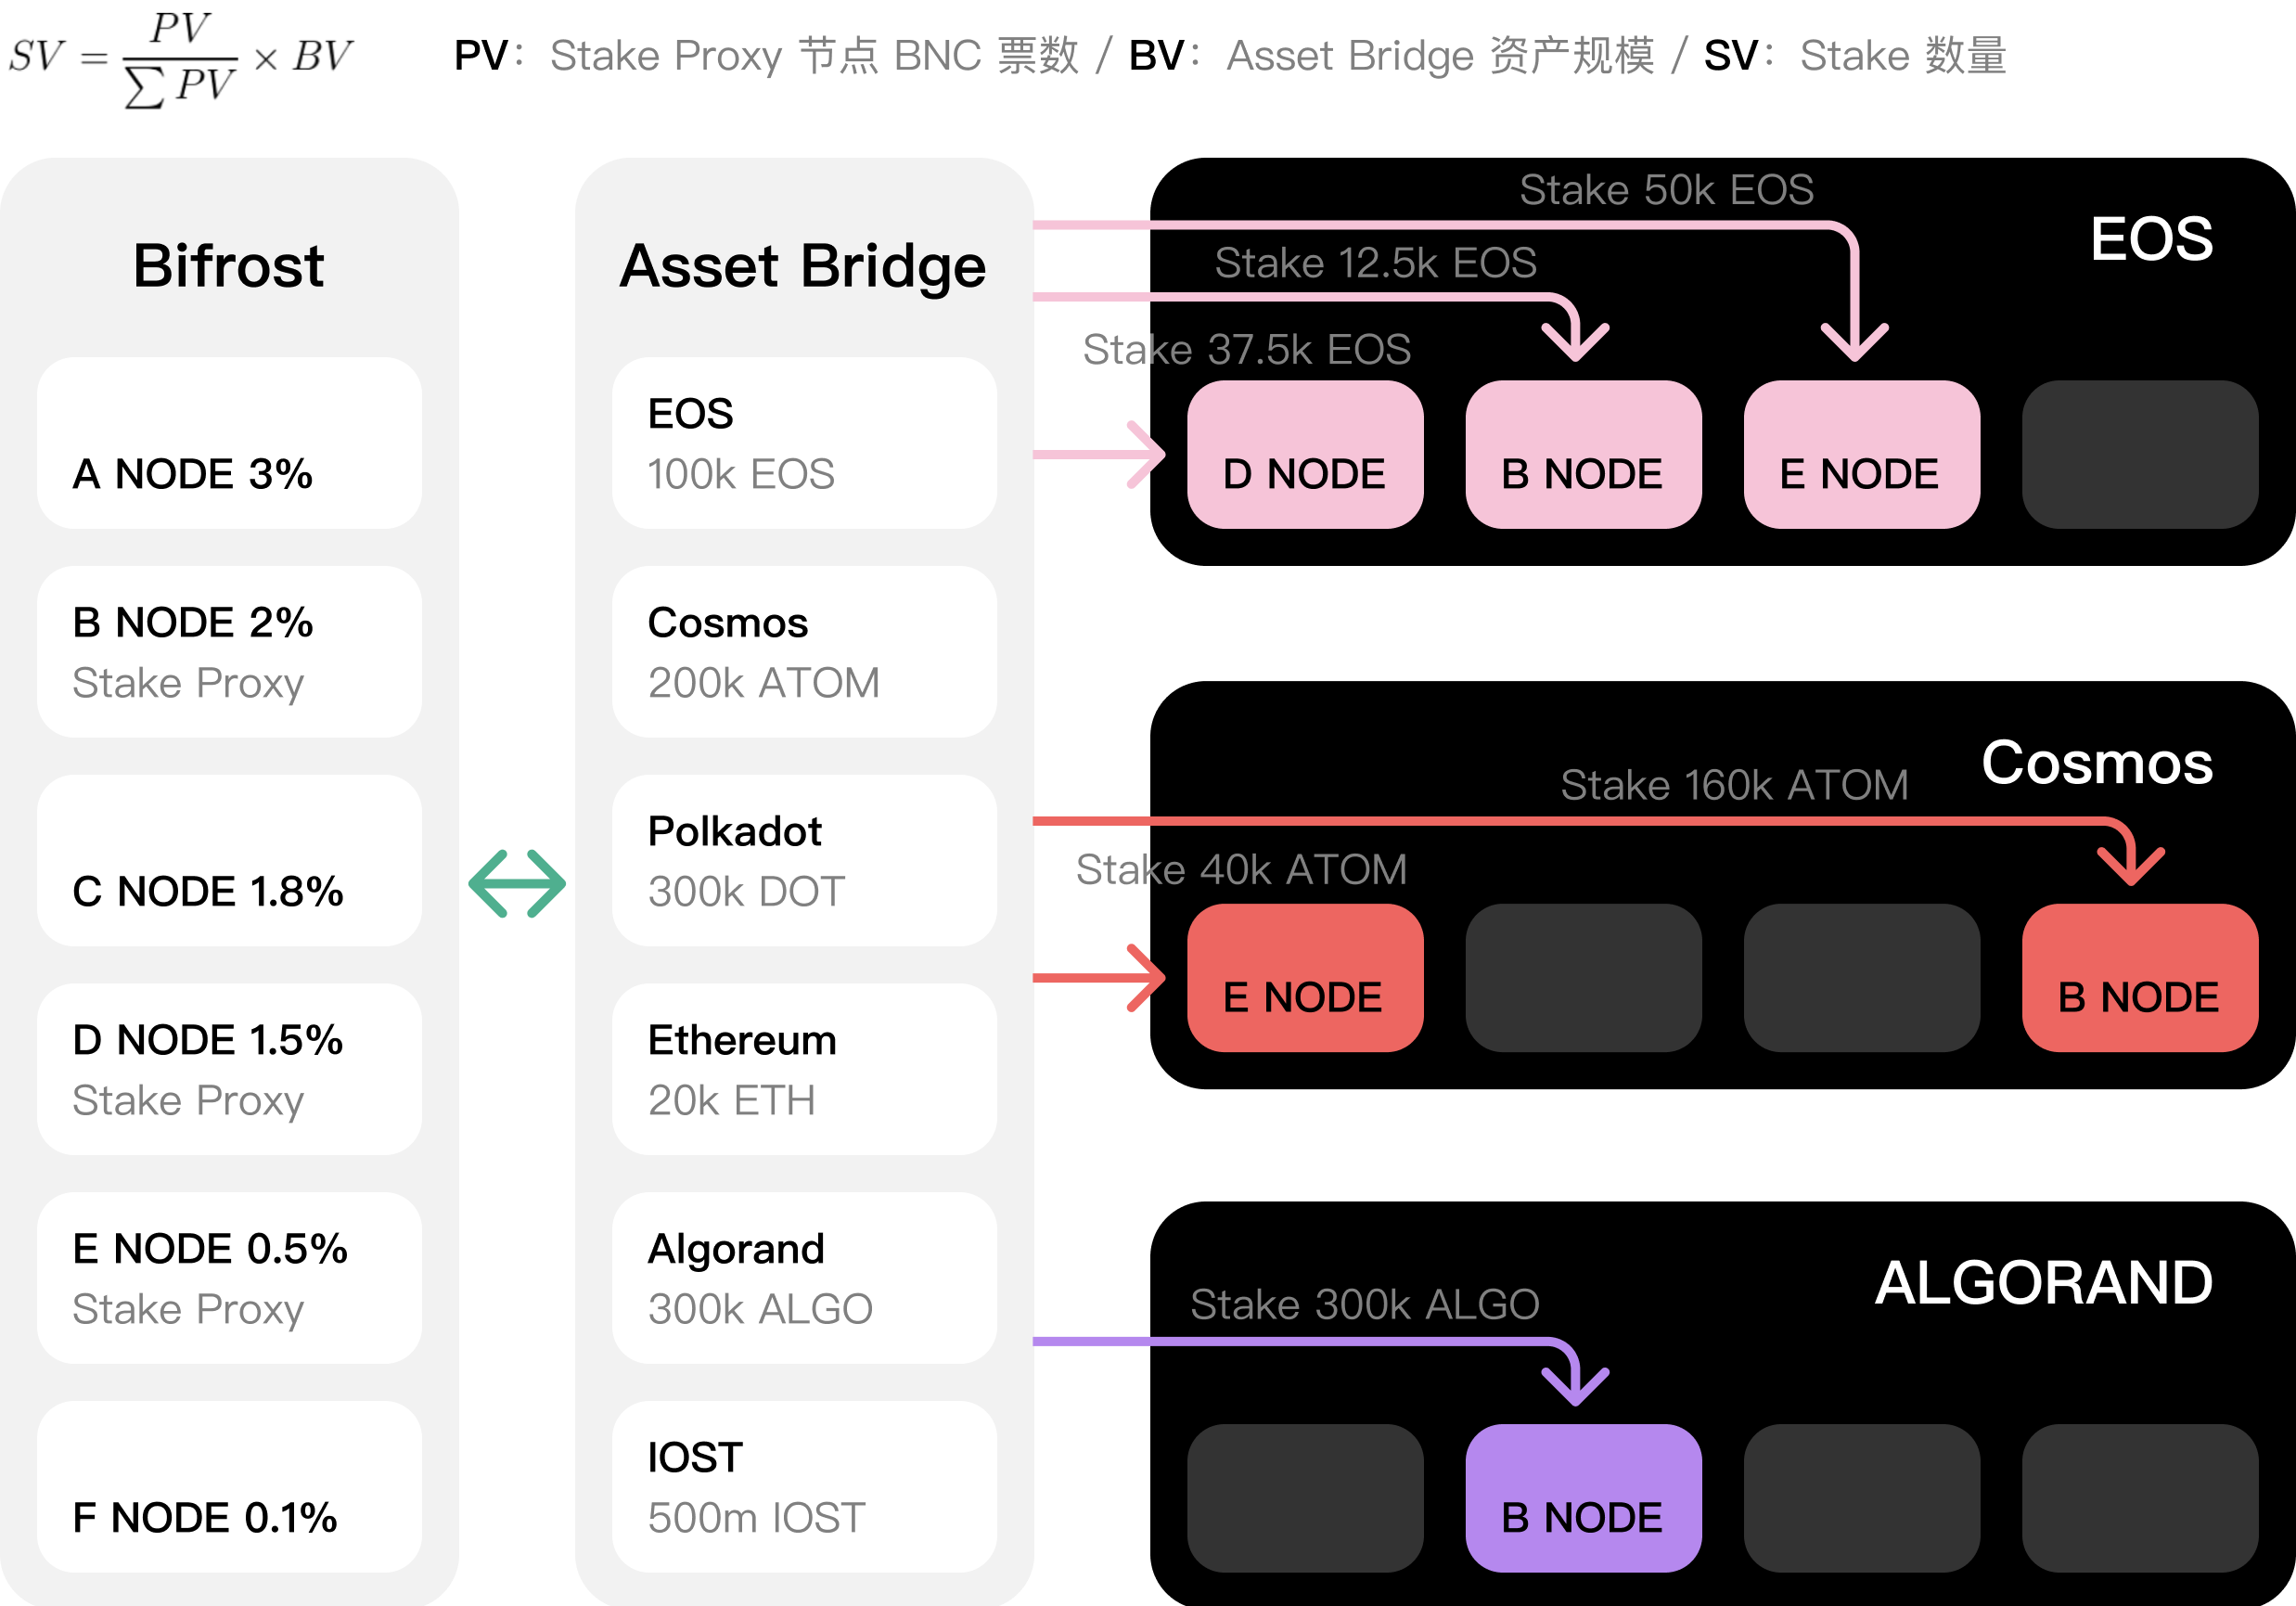 SV = PV / ∑ PV × BV
PV： Stake Proxy 节点 BNC 票数 / BV： Asset Bridge 资产规模 / SV： Stake 数量
Bifrost
A NODE 3%
B NODE 2%
Stake Proxy
C NODE 1.8%
D NODE 1.5%
Stake Proxy
E NODE 0.5%
Stake Proxy
F NODE 0.1%
Asset Bridge
EOS
100k EOS
Cosmos
200k ATOM
Polkadot
300k DOT
Ethereum
20k ETH
Algorand
300k ALGO
IOST
500m IOST
EOS
Stake 50k EOS
Stake 12.5k EOS
Stake 37.5k EOS
D NODE
B NODE
E NODE
Cosmos
Stake 160k ATOM
Stake 40k ATOM
E NODE
B NODE
ALGORAND
Stake 300k ALGO
B NODE